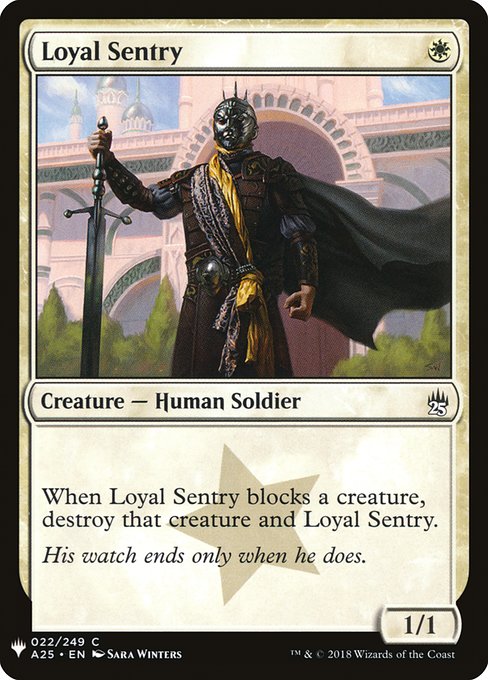 Loyal Sentry
25
Creature — Human Soldier
When Loyal Sentry blocks a creature,
destroy that creature and Loyal Sentry.
His watch ends only when he does.
1/1
022/249 C
A25 • EN Sara Winters
™ & © 2018 Wizards of the Coast